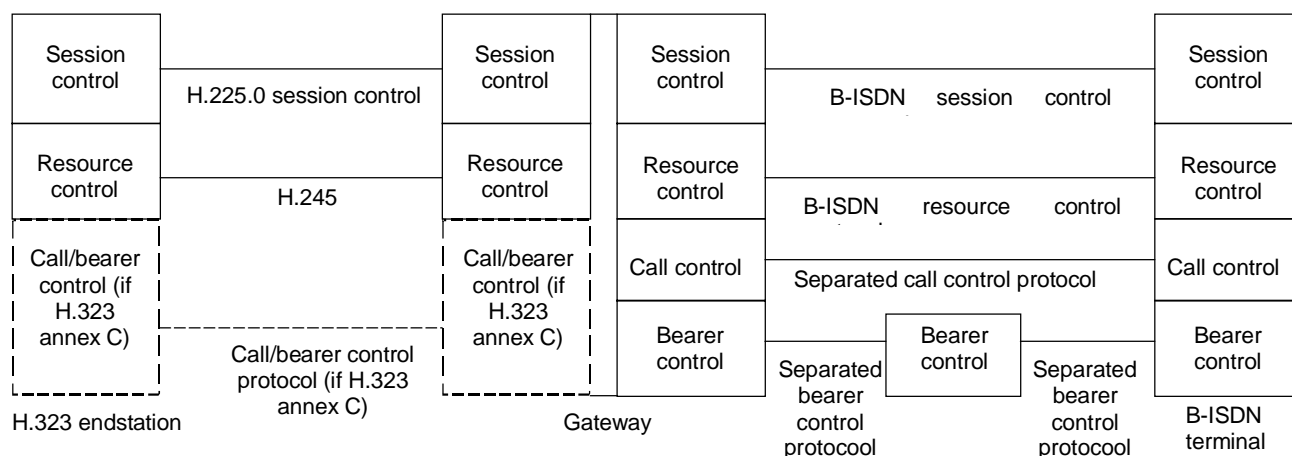 Session
control
Session
control
Session
control
Session
control
H.225.0 session control
B-ISDN session control
Resource
control
Resource
control
Resource
control
Resource
control
H.245
B-ISDN resource control
Call/bearer
control (if
H.323
annex C)
Call/bearer
control (if
H.323
annex C)
Call control
Call control
Separated call control protocol
Bearer
control
Bearer
control
Bearer
control
Call/bearer control
protocol (if H.323
annex C)
Separated
bearer
control
protocool
Separated
bearer
control
protocool
H.323 endstation
Gateway
B-ISDN
terminal